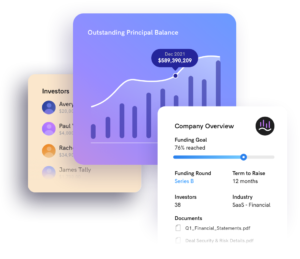 Outstanding Principal Balance
Dec 2021
$589,390,209
Investors
Avery
Paul
Rach
James Tally
Company Overview
Funding Goal
76% reached
Funding Round
Term to Raise
Series B
12 months
Investors
Industry
38
SaaS - Financial
Documents
Q1_Financial_Statements.pdf
Deal Security & Risk Details.pdf